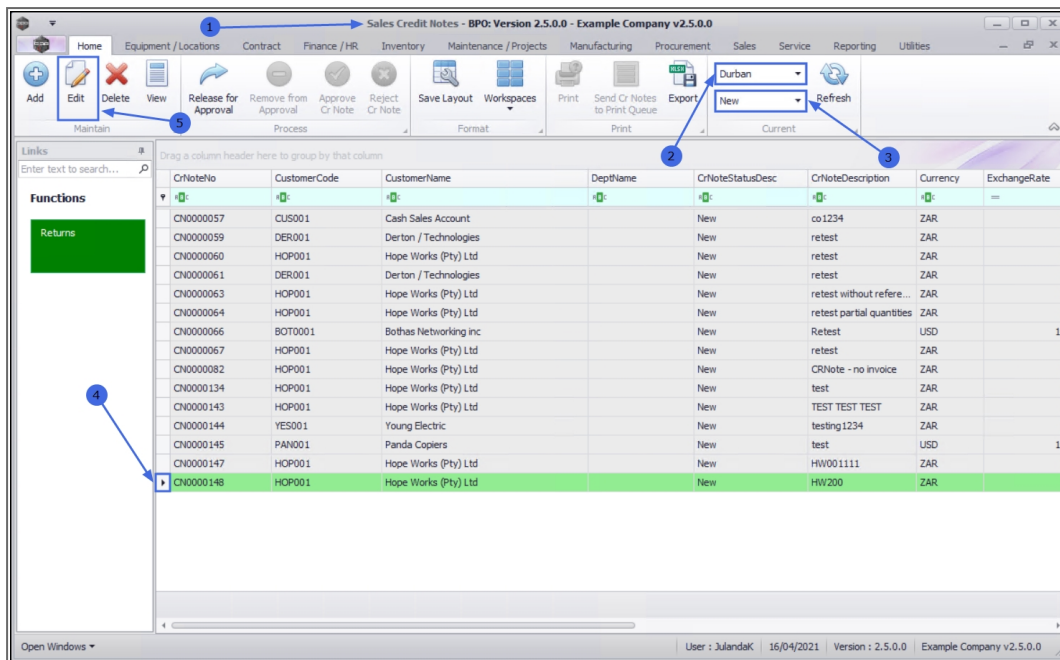 1
Sales Credit Notes - BPO: Version 2.5.0.0 - Example Company v2.5.0.0
Home Equipment / Locations Contract Finance / HR Inventory Maintenance / Projects Manufacturing Procurement Sales Service Reporting Utilities
Add Edit Delete View Release for Approval Remove from Approval Approve Cr Note Reject Cr Note Save Layout Workspaces Print Send Cr Notes to Print Queue Export Durban New Refresh
5 2 3
Maintain Process Format Print Current
Links
Enter text to search...
Functions
Returns
Drag a column header here to group by that column
CrNoteNo CustomerCode CustomerName DeptName CrNoteStatusDesc CrNoteDescription Currency ExchangeRate
CN0000057 CUS001 Cash Sales Account New co1234 ZAR
CN0000059 DER001 Derton / Technologies New retest ZAR
CN0000060 HOP001 Hope Works (Pty) Ltd New retest ZAR
CN0000061 DER001 Derton / Technologies New retest ZAR
CN0000063 HOP001 Hope Works (Pty) Ltd New retest without refere... ZAR
CN0000064 HOP001 Hope Works (Pty) Ltd New retest partial quantities ZAR
CN0000066 BOT0001 Bothas Networking inc New Retest USD 1
CN0000067 HOP001 Hope Works (Pty) Ltd New retest ZAR
CN0000082 HOP001 Hope Works (Pty) Ltd New CRNote - no invoice ZAR
CN0000134 HOP001 Hope Works (Pty) Ltd New test ZAR
4
CN0000143 HOP001 Hope Works (Pty) Ltd New TEST TEST TEST ZAR
CN0000144 YES001 Young Electric New testing1234 ZAR
CN0000145 PAN001 Panda Copiers New test USD 1
CN0000147 HOP001 Hope Works (Pty) Ltd New HW001111 ZAR
CN0000148 HOP001 Hope Works (Pty) Ltd New HW200 ZAR
Open Windows User : JulandaK 16/04/2021 Version : 2.5.0.0 Example Company v2.5.0.0